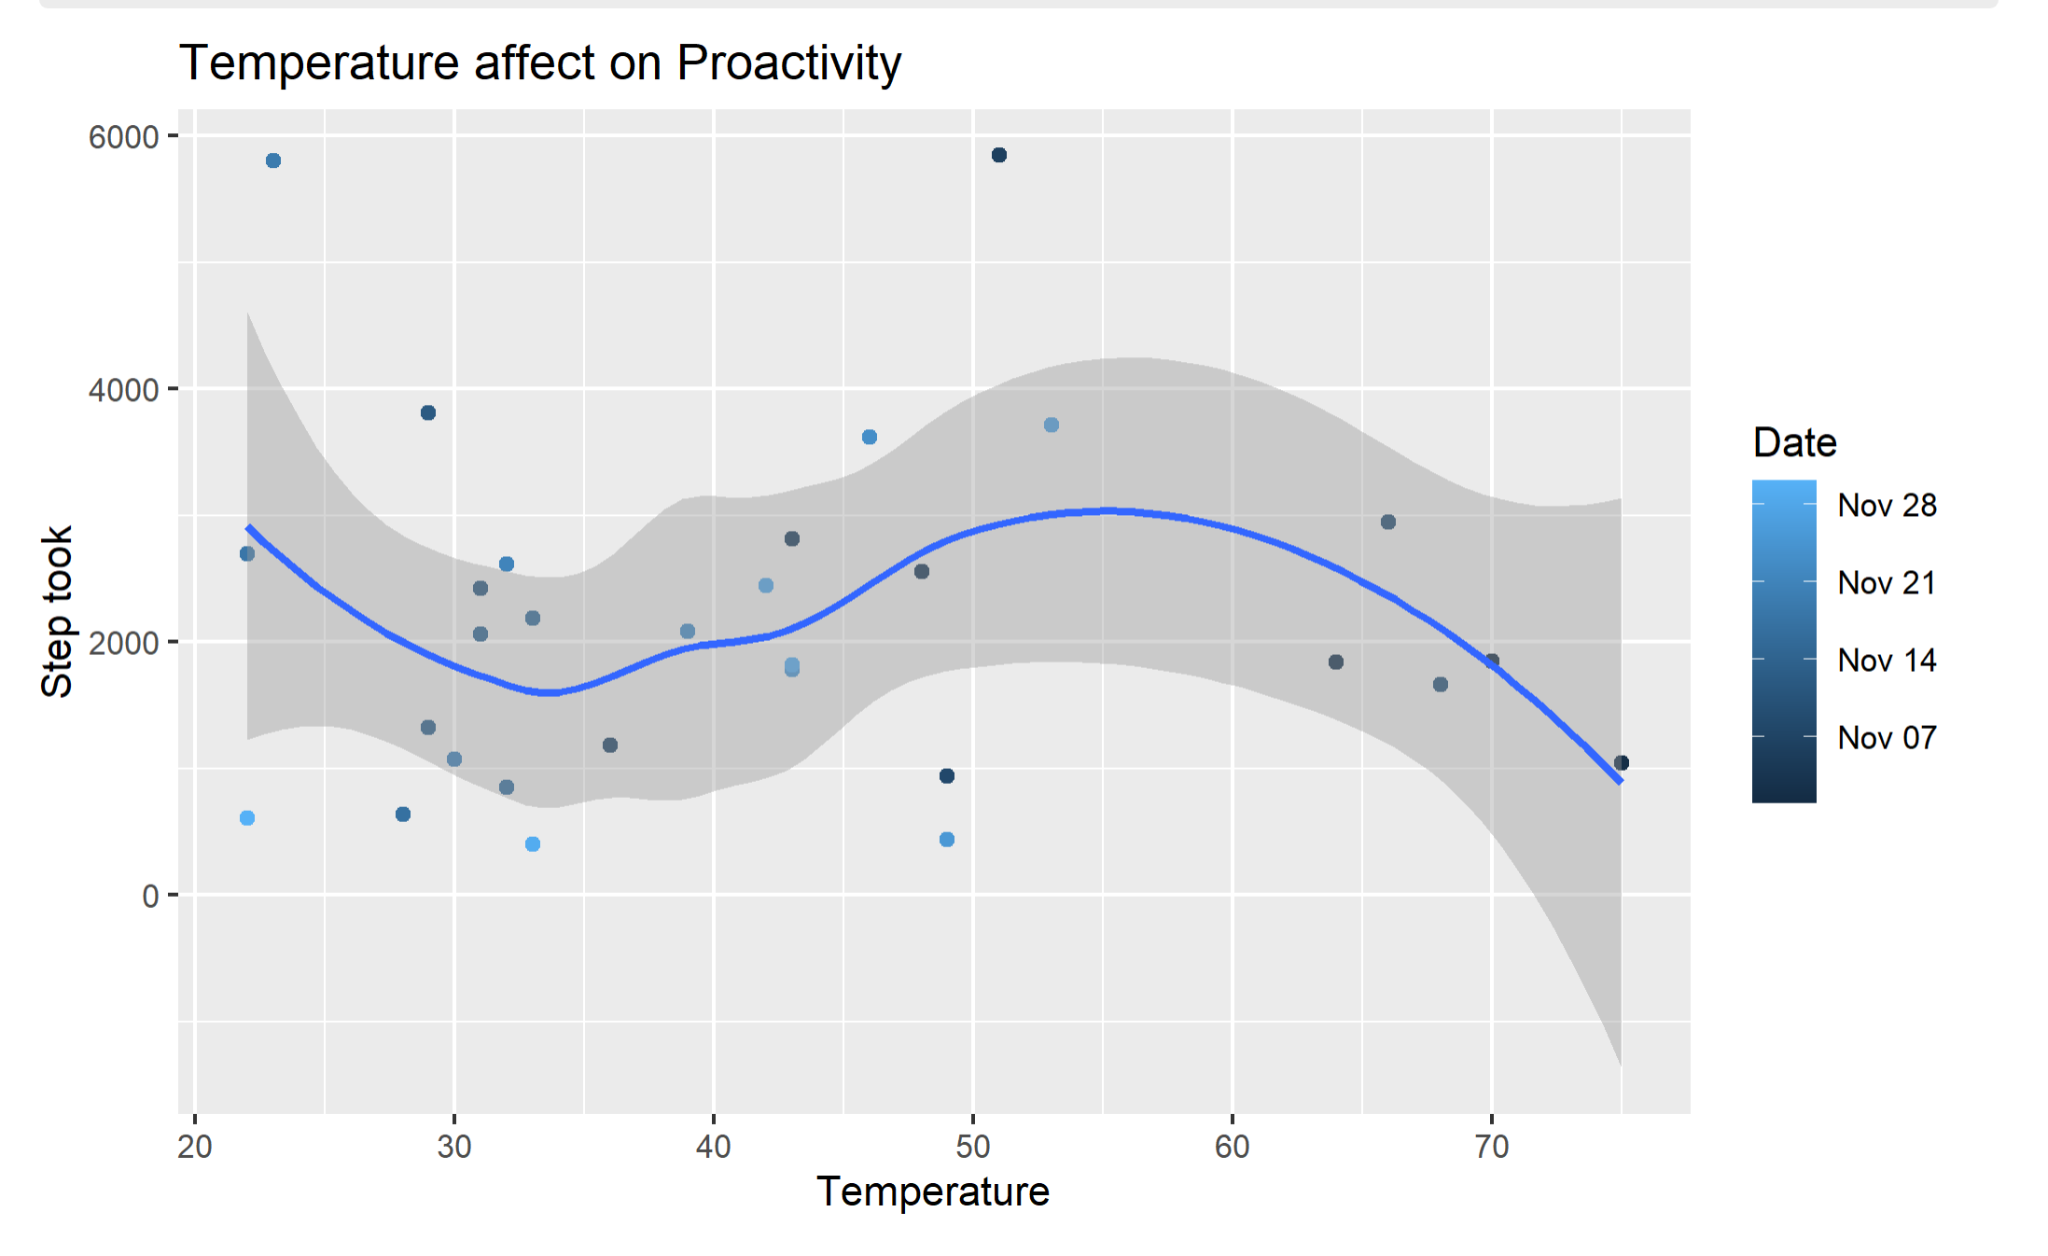 Temperature affect on Proactivity
6000
4000
2000
0
Step took
20 30 40 50 60 70
Temperature
Date
Nov 28
Nov 21
Nov 14
Nov 07